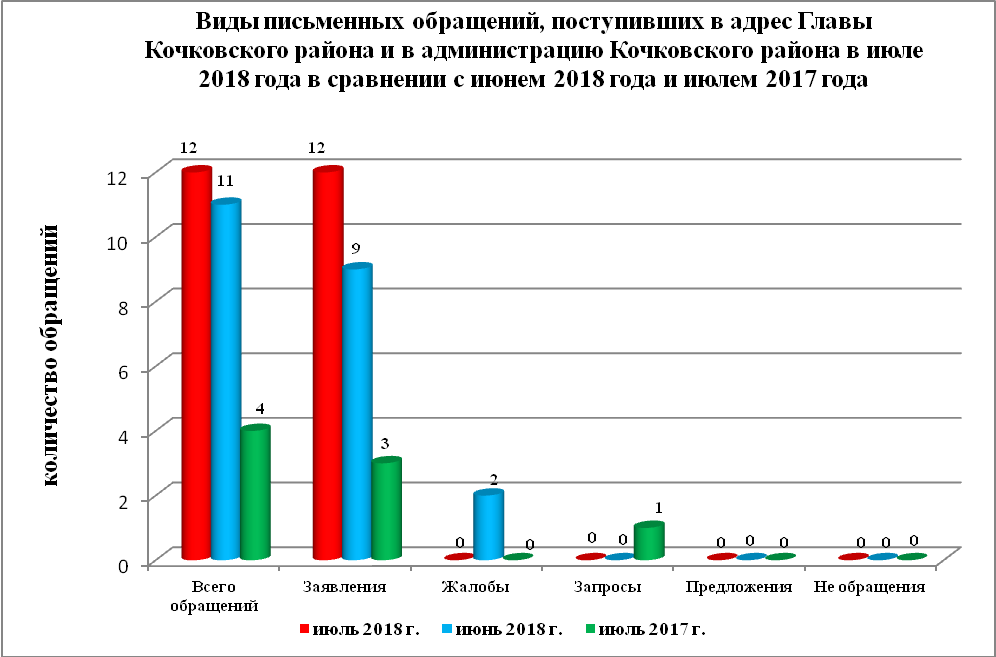 Виды письменных обращений, поступивших в адрес Главы
Кочковского района и в администрацию Кочковского района в июле
2018 года в сравнении с июнем 2018 года и июлем 2017 года
количество обращений
12
10
8
6
4
2
0
12
11
4
12
9
3
0
2
0
0
0
1
0
0
0
0
0
0
Всего
обращений
Заявления
Жалобы
Запросы
Предложения
Не обращения
июль 2018 г.
июнь 2018 г.
июль 2017 г.